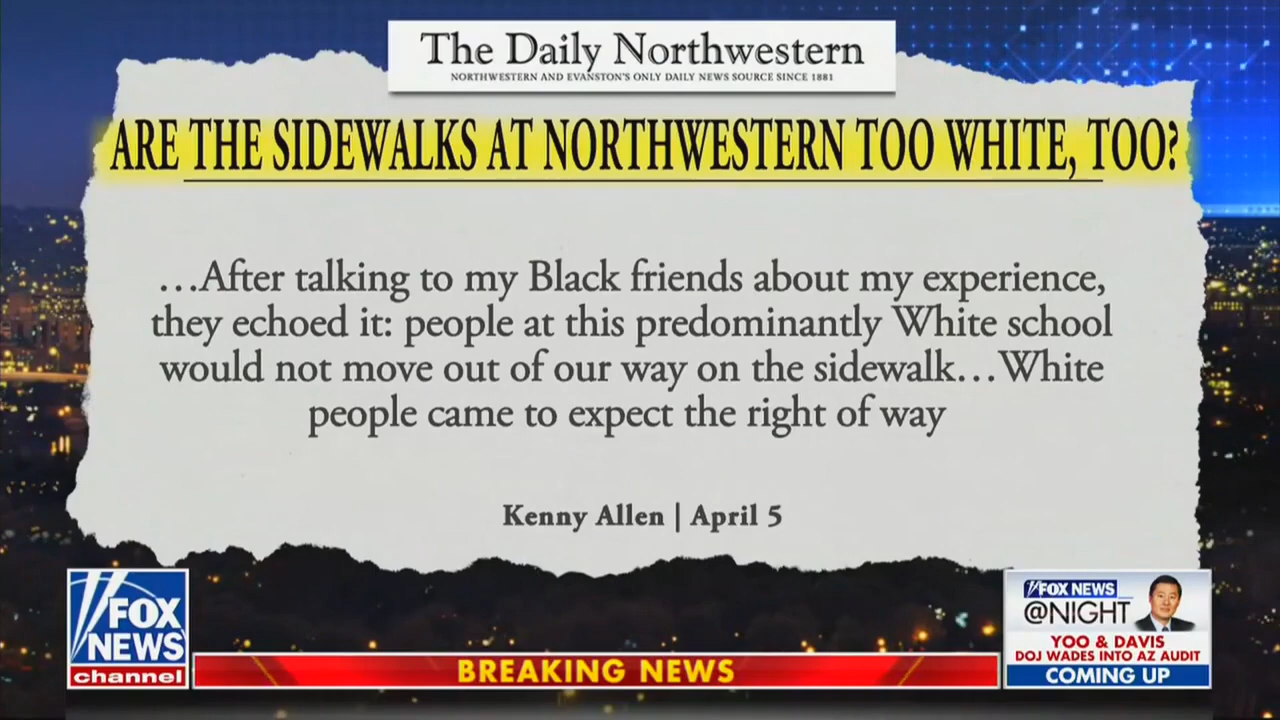 The Daily Northwestern
NORTHWESTERN AND EVANSTON'S ONLY DAILY NEWS SOURCE SINCE 1881
ARE THE SIDEWALKS AT NORTHWESTERN TOO WHITE, TOO?
…After talking to my Black friends about my experience,
they echoed it: people at this predominantly White school
would not move out of our way on the sidewalk…White
people came to expect the right of way
Kenny Allen | April 5
FOX
NEWS
channel
BREAKING NEWS
FOX NEWS
@NIGHT
YOO & DAVIS
DOJ WADES INTO AZ AUDIT
COMING UP